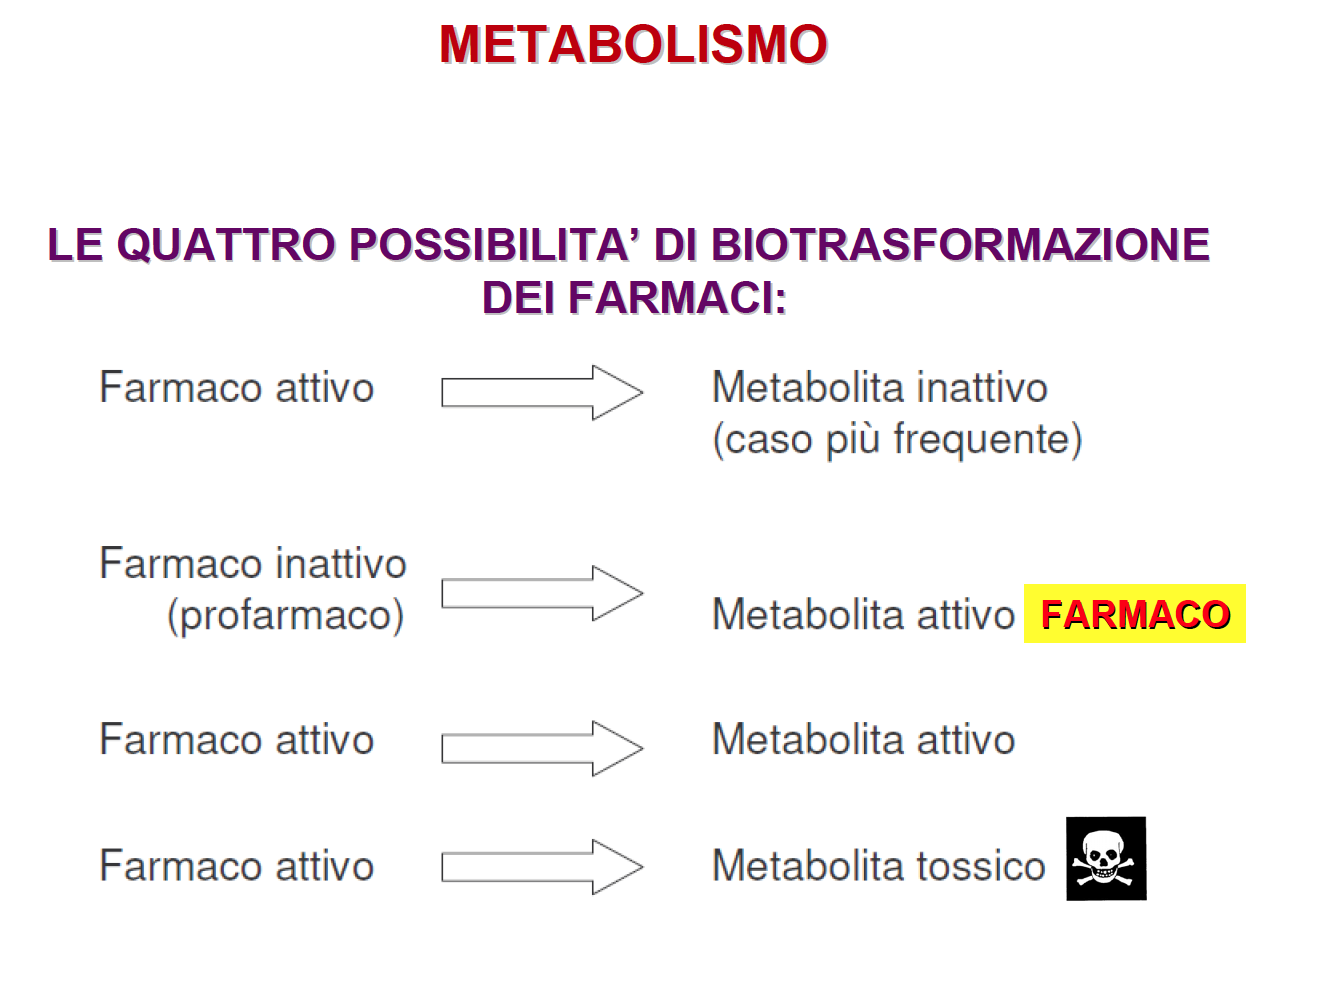 METABOLISMO
LE QUATTRO POSSIBILITA’ DI BIOTRASFORMAZIONE
DEI FARMACI:
Farmaco attivo
Metabolita inattivo
(caso più frequente)
Farmaco inattivo
(profarmaco)
Metabolita attivo FARMACO
Farmaco attivo
Metabolita attivo
Farmaco attivo
Metabolita tossico